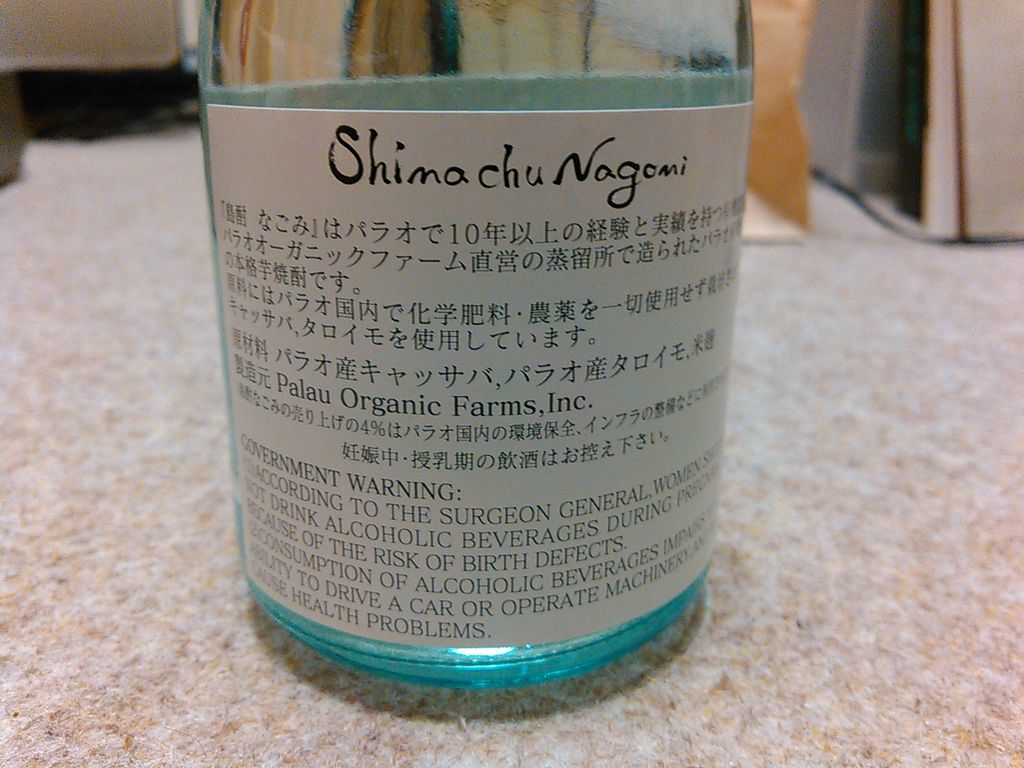 Shimachu Nagomi
『島酎 なごみ』はパラオで10年以上の経験と実績を持つ
パラオオーガニックファーム直営の蒸留所で造られたパラオ
の本格芋焼酎です。
原料にはパラオ国内で化学肥料・農薬を一切使用せず栽培
キャッサバ,タロイモを使用しています。
原材料 パラオ産キャッサバ,パラオ産タロイモ,米麹
製造元 Palau Organic Farms,Inc.
島酎なごみの売り上げの4%はパラオ国内の環境保全、インフラの整備などに
妊娠中・授乳期の飲酒はお控え下さい。
GOVERNMENT WARNING:
(1)ACCORDING TO THE SURGEON GENERAL,WOMEN
NOT DRINK ALCOHOLIC BEVERAGES DURING
BECAUSE OF THE RISK OF BIRTH DEFECTS.
(2)CONSUMPTION OF ALCOHOLIC BEVERAGES IMPAIRS
ABILITY TO DRIVE A CAR OR OPERATE MACHINERY,
CAUSE HEALTH PROBLEMS.